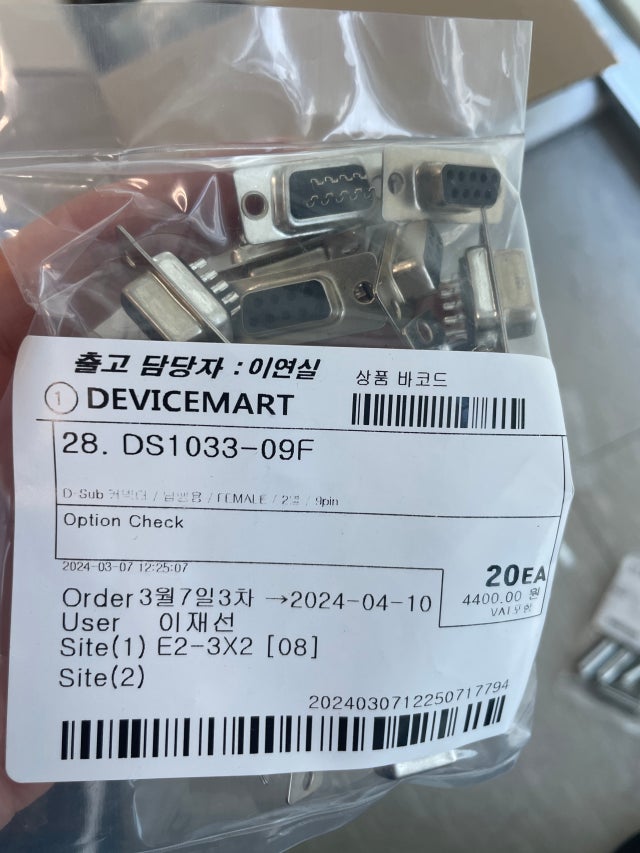 출고 담당자 : 이연실
상품 바코드
1 DEVICEMART
28. DS1033-09F
D-Sub 커넥터 / 납땜용 / FEMALE / 2열 / 9pin
Option Check
2024-03-07 12:25:07
20EA
4400.00 원
VAT포함
Order 3월7일3차 →2024-04-10
User 이재선
Site(1) E2-3X2 [08]
Site(2)
2024030712250717794